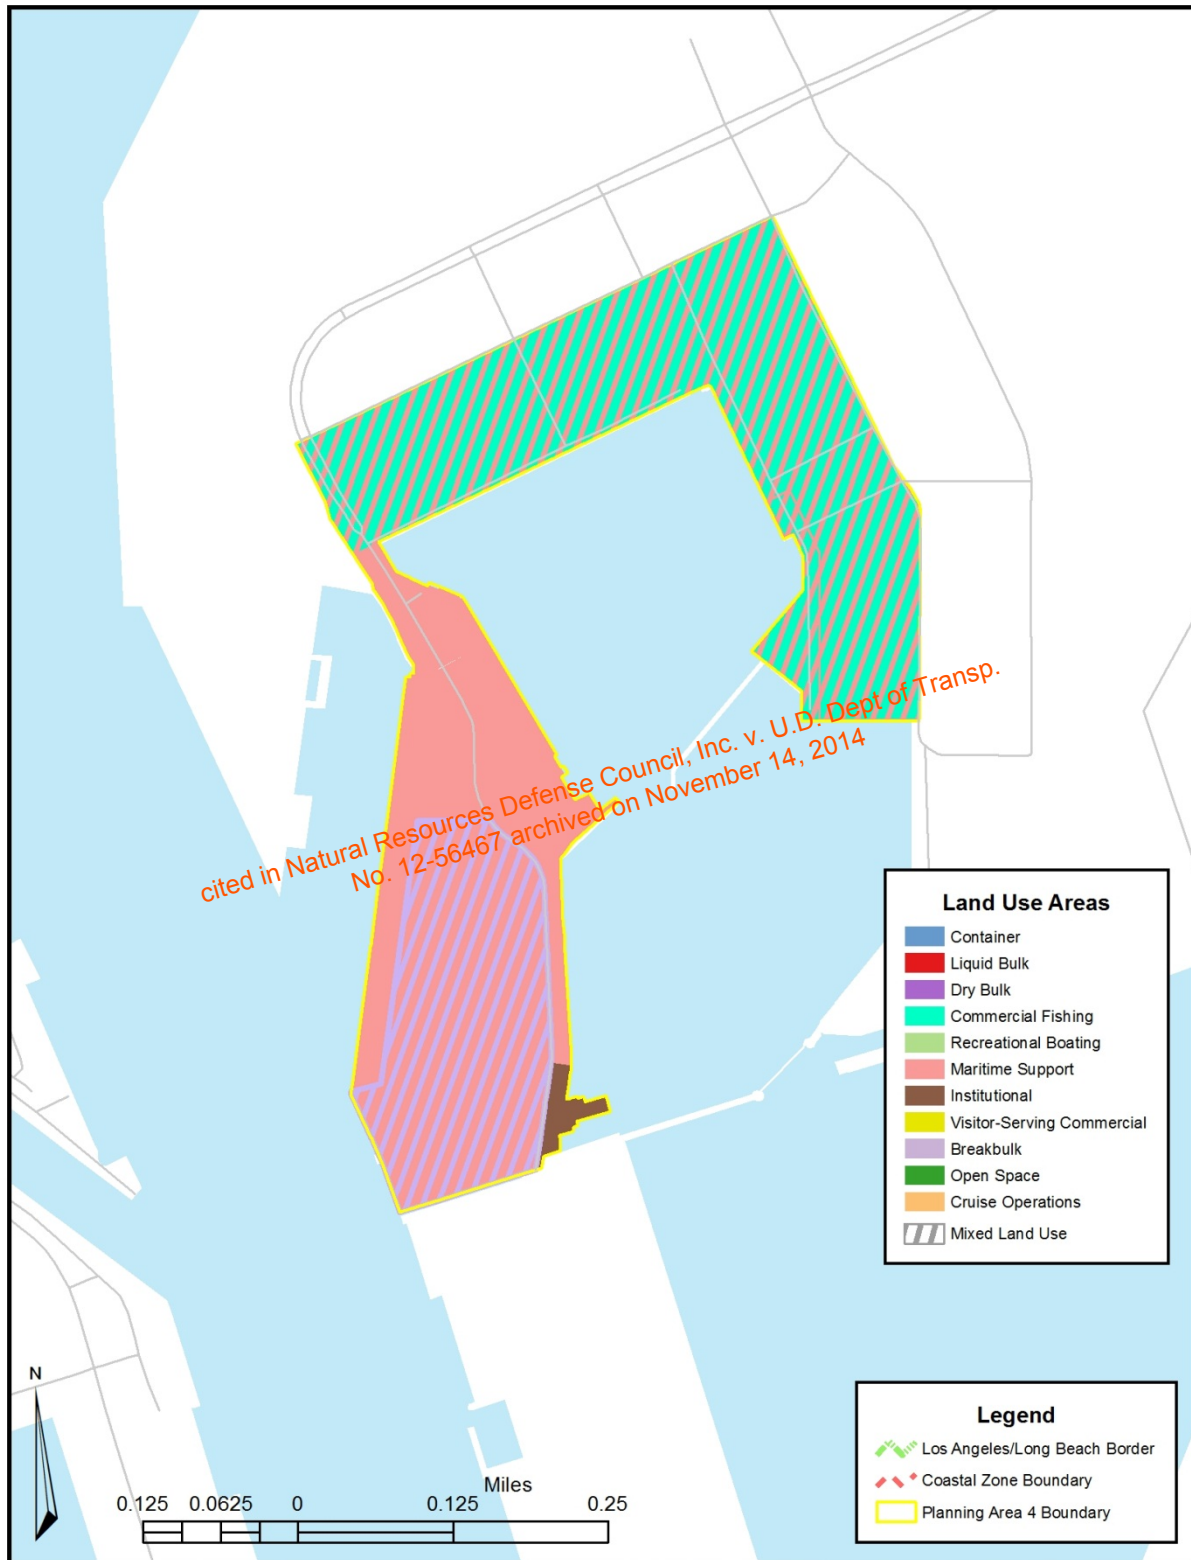 cited in Natural Resources Defense Council, Inc. v. U.D. Dept of Transp.
No. 12-56467 archived on November 14, 2014
Land Use Areas
Container
Liquid Bulk
Dry Bulk
Commercial Fishing
Recreational Boating
Maritime Support
Institutional
Visitor-Serving Commercial
Breakbulk
Open Space
Cruise Operations
Mixed Land Use
N
Miles
0.125 0.0625 0 0.125 0.25
Legend
Los Angeles/Long Beach Border
Coastal Zone Boundary
Planning Area 4 Boundary